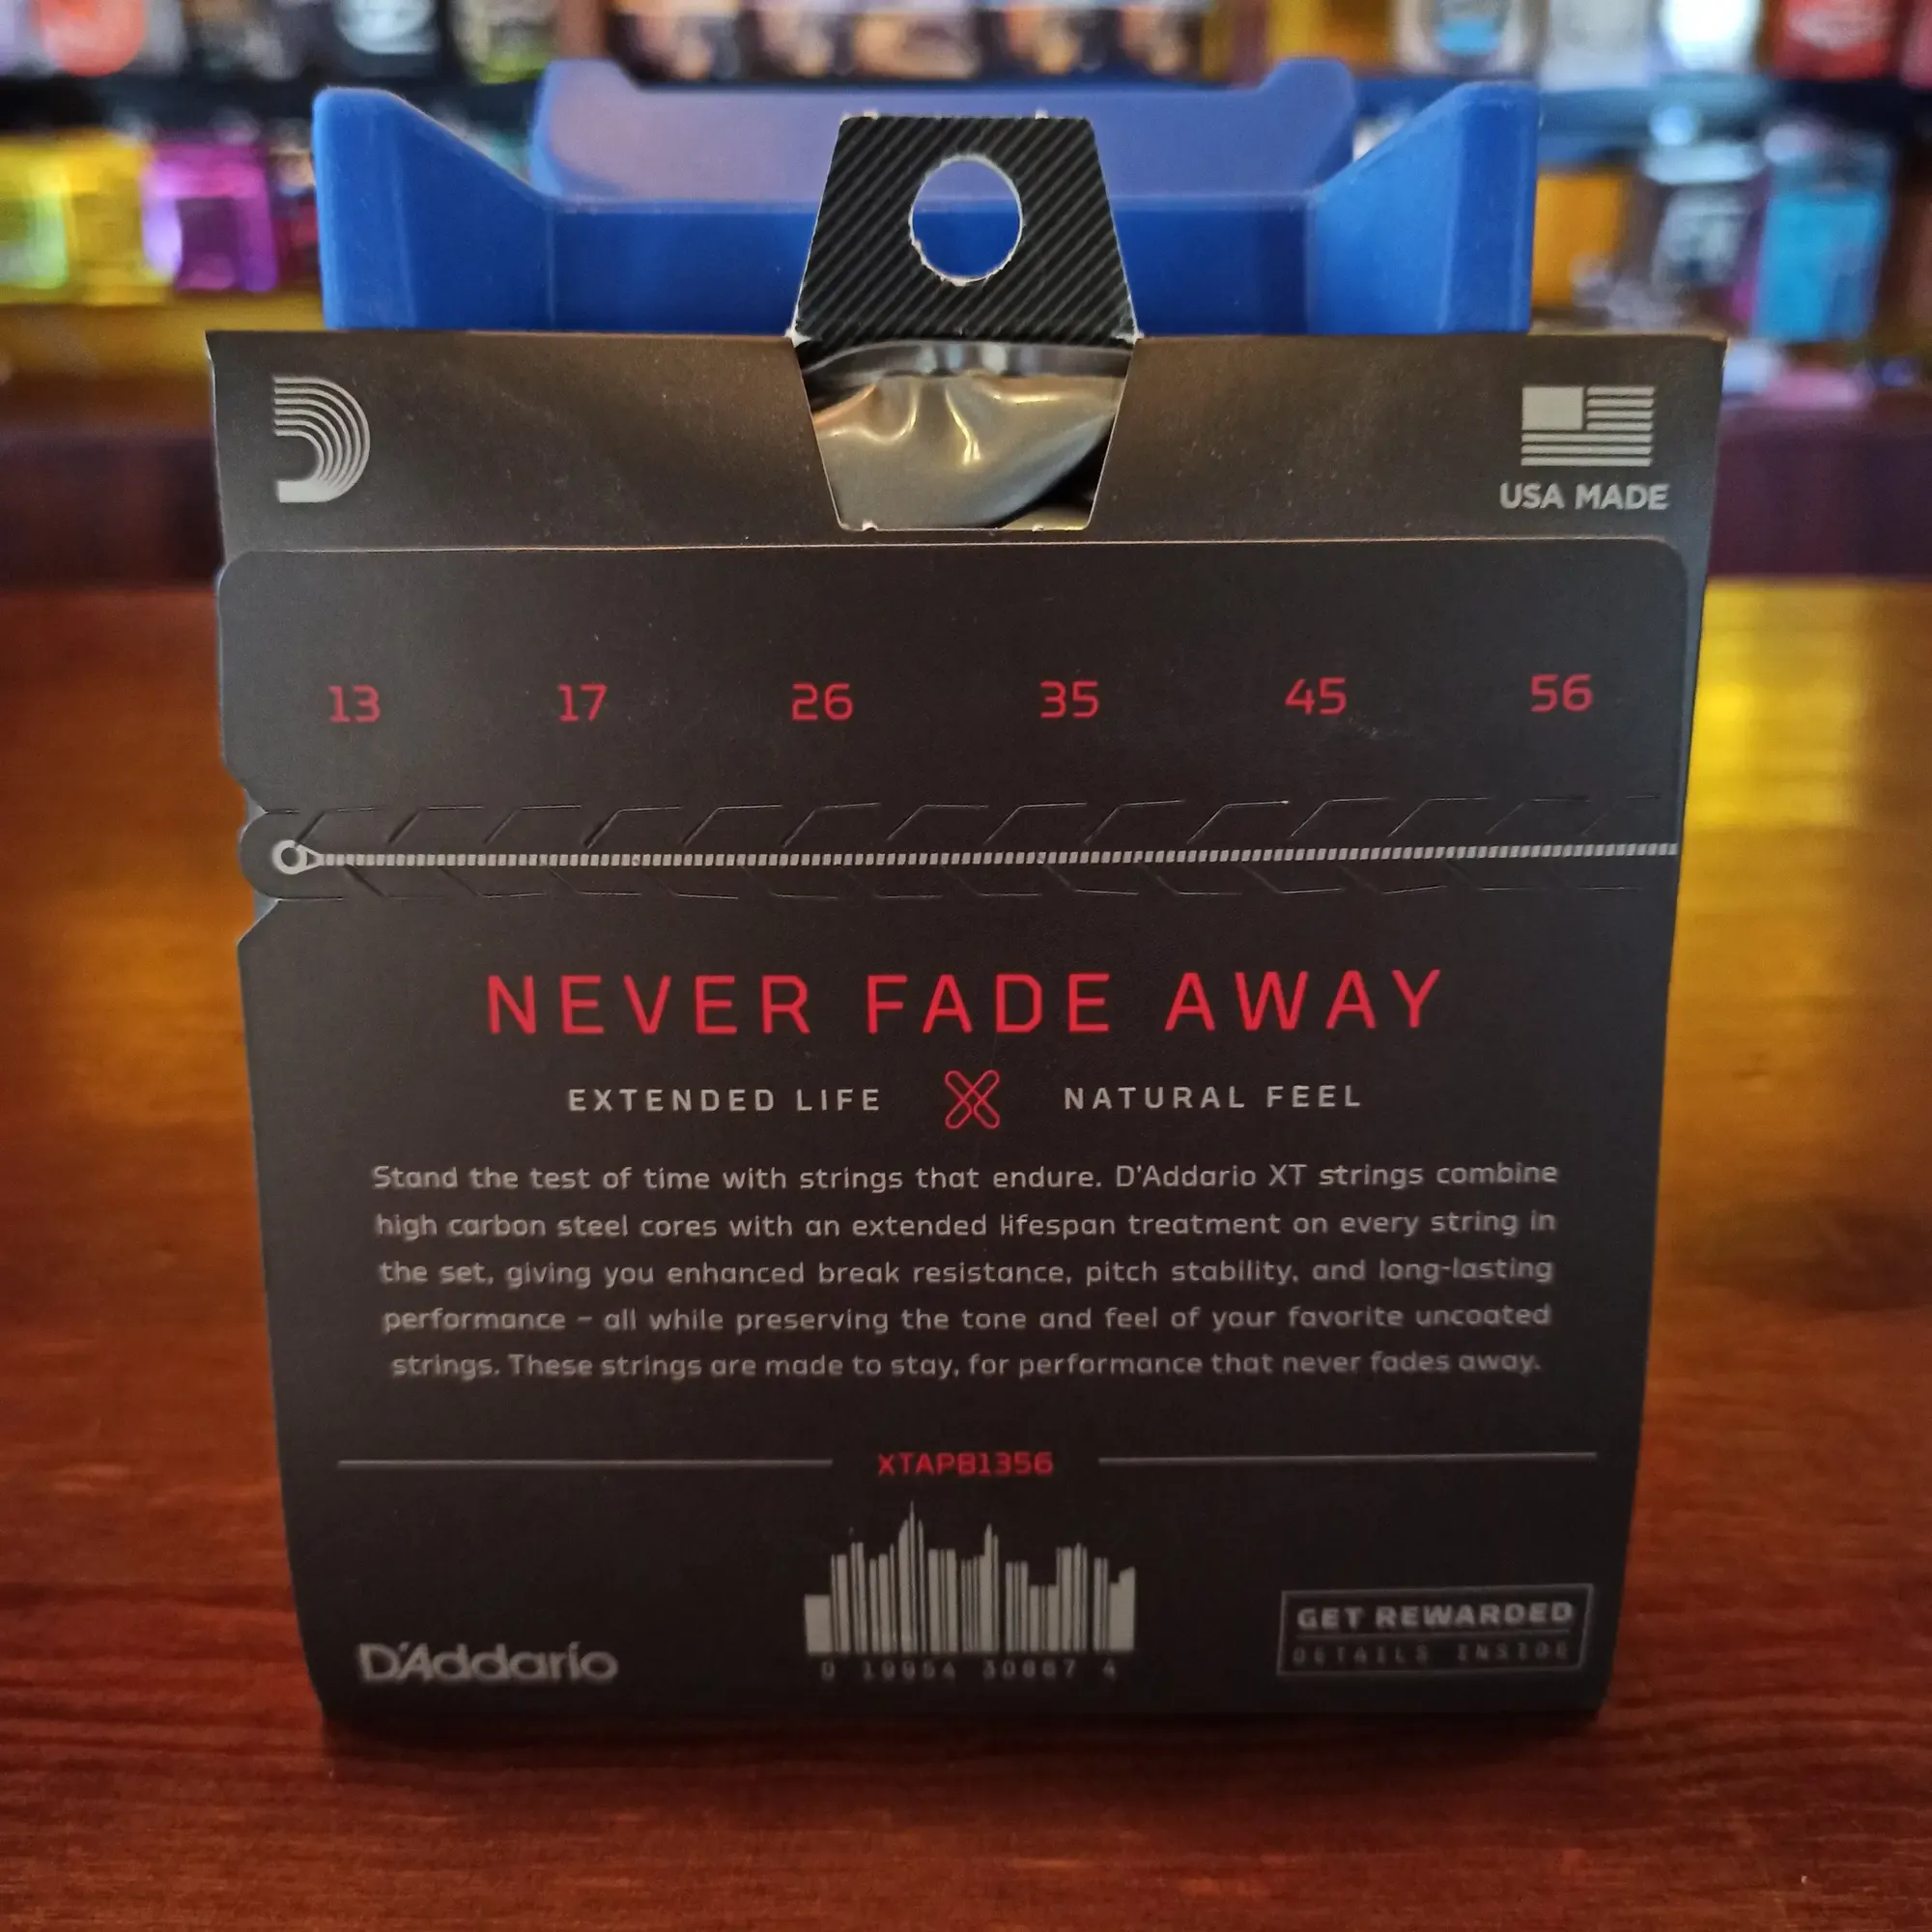 USA MADE
13 17 26 35 45 56
NEVER FADE AWAY
EXTENDED LIFE X NATURAL FEEL
Stand the test of time with strings that endure. D'Addario XT strings combine
high carbon steel cores with an extended lifespan treatment on every string in
the set, giving you enhanced break resistance, pitch stability, and long-lasting
performance – all while preserving the tone and feel of your favorite uncoated
strings. These strings are made to stay, for performance that never fades away.
XTAPB1356
GET REWARDED
DETAILS INSIDE
D'Addario